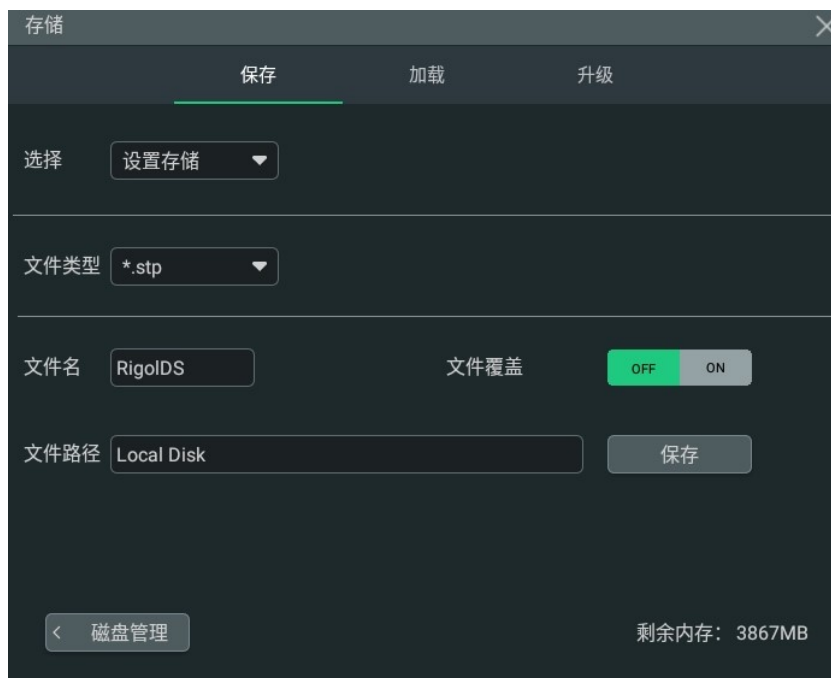 存储
保存 加载 升级
选择 设置存储
文件类型 *.stp
文件名 RigolDS 文件覆盖 OFF ON
文件路径 Local Disk 保存
< 磁盘管理 剩余内存： 3867MB